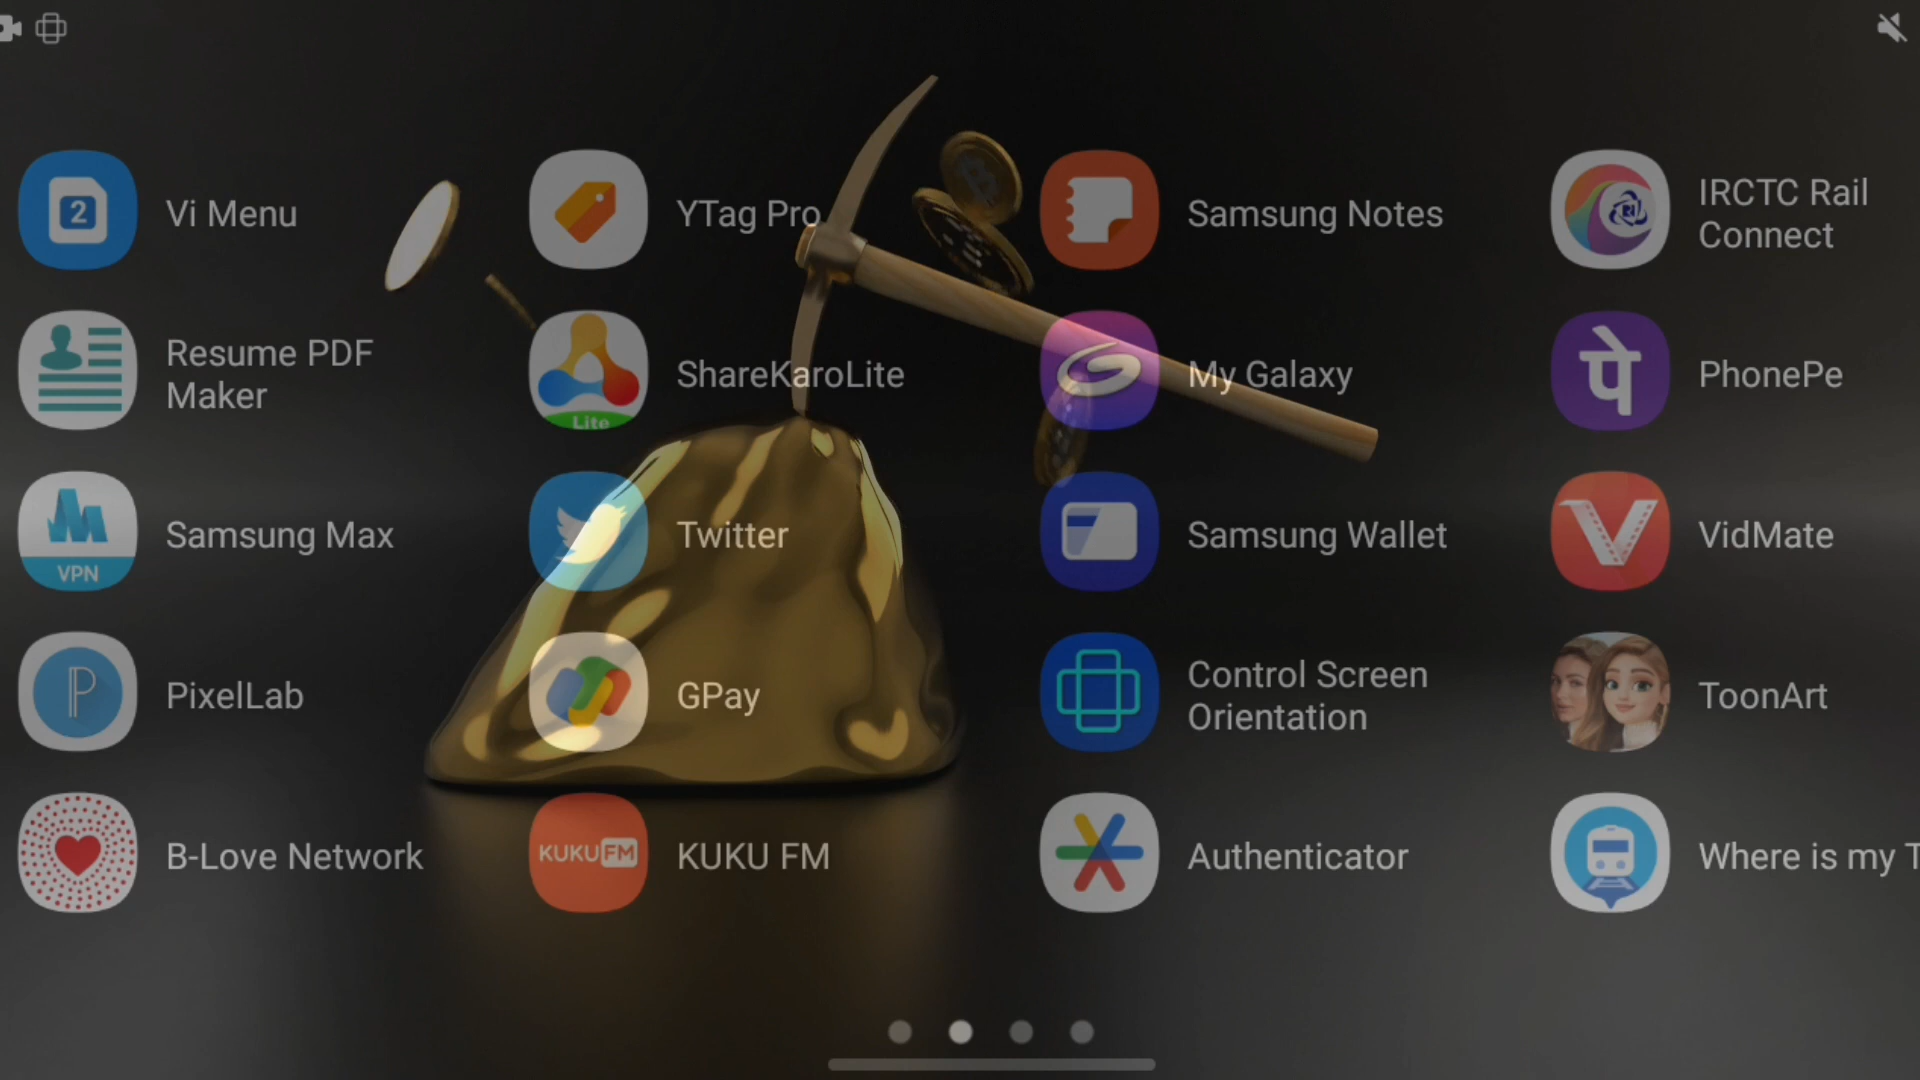 2
Vi Menu
YTag Pro
Samsung Notes
IRCTC Rail
Connect
Resume PDF
Maker
Lite
ShareKaroLite
My Galaxy
पे
PhonePe
VPN
Samsung Max
Twitter
Samsung Wallet
VidMate
P
PixelLab
GPay
Control Screen
Orientation
ToonArt
B-Love Network
KUKU FM
KUKU FM
Authenticator
Where is my T